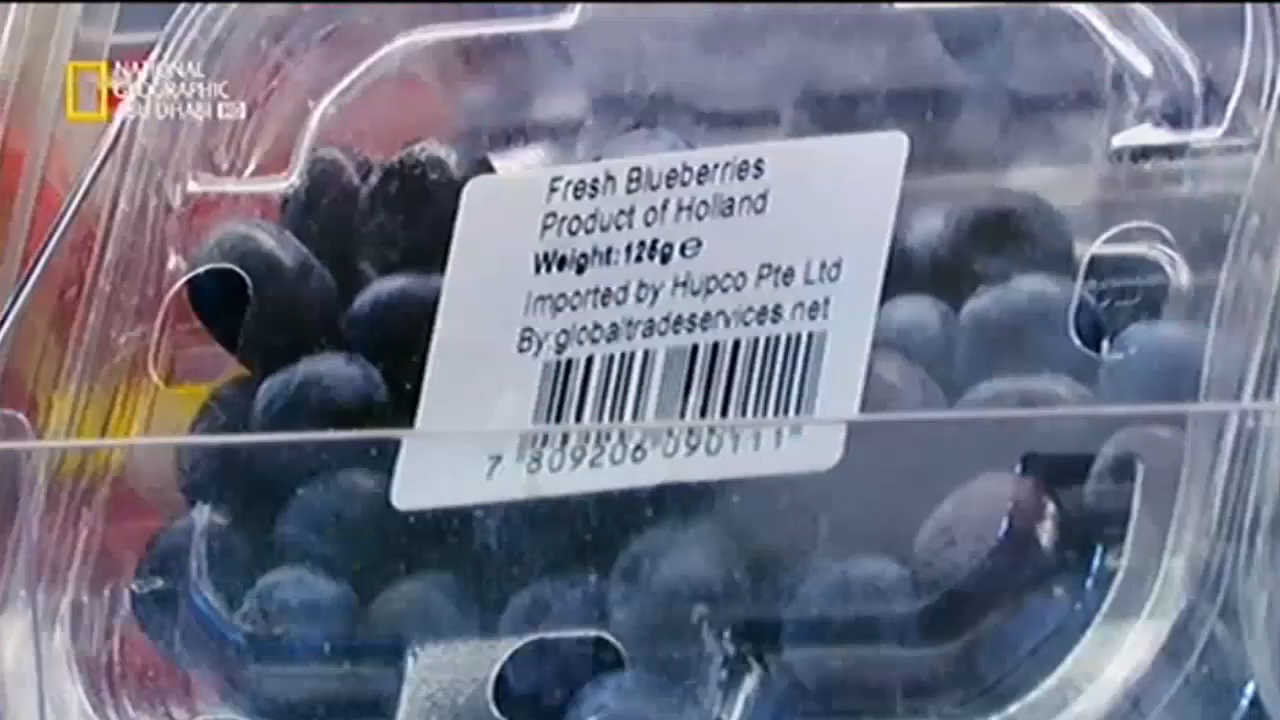 NATIONAL
GEOGRAPHIC
ABU DHABI HD
Fresh Blueberries
Product of Holland
Weight:125g e
Imported by Hupco Pte Ltd
By:globaltradeservices.net
7 809206 090111